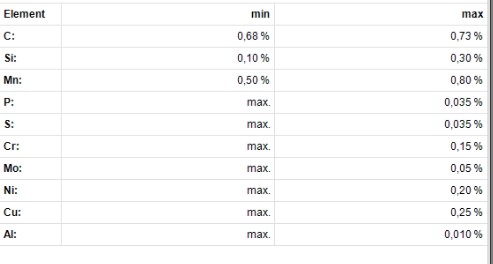 Element min max
C: 0,68 % 0,73 %
Si: 0,10 % 0,30 %
Mn: 0,50 % 0,80 %
P: max. 0,035 %
S: max. 0,035 %
Cr: max. 0,15 %
Mo: max. 0,05 %
Ni: max. 0,20 %
Cu: max. 0,25 %
Al: max. 0,010 %